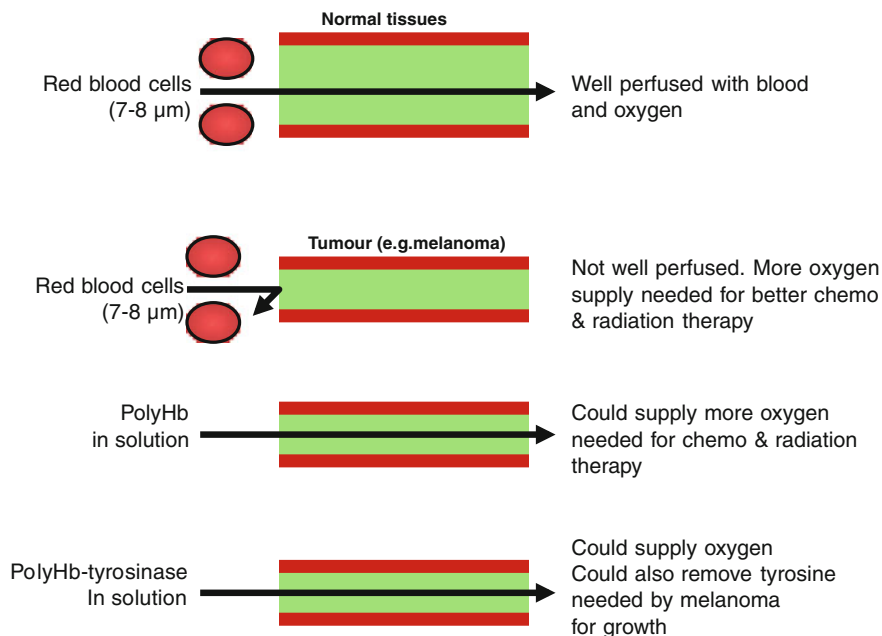 Normal tissues
Red blood cells
(7-8 µm)
Well perfused with blood
and oxygen
Tumour (e.g.melanoma)
Red blood cells
(7-8 µm)
Not well perfused. More oxygen
supply needed for better chemo
& radiation therapy
PolyHb
in solution
Could supply more oxygen
needed for chemo & radiation
therapy
PolyHb-tyrosinase
In solution
Could supply oxygen
Could also remove tyrosine
needed by melanoma
for growth